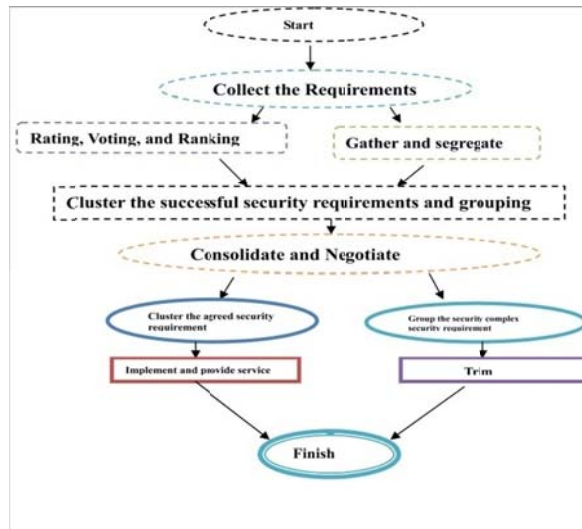 Start
Collect the Requirements
Rating, Voting, and Ranking
Gather and segregate
Cluster the successful security requirements and grouping
Consolidate and Negotiate
Cluster the agreed security
requirement
Group the security complex
security requirement
Implement and provide service
Trim
Finish